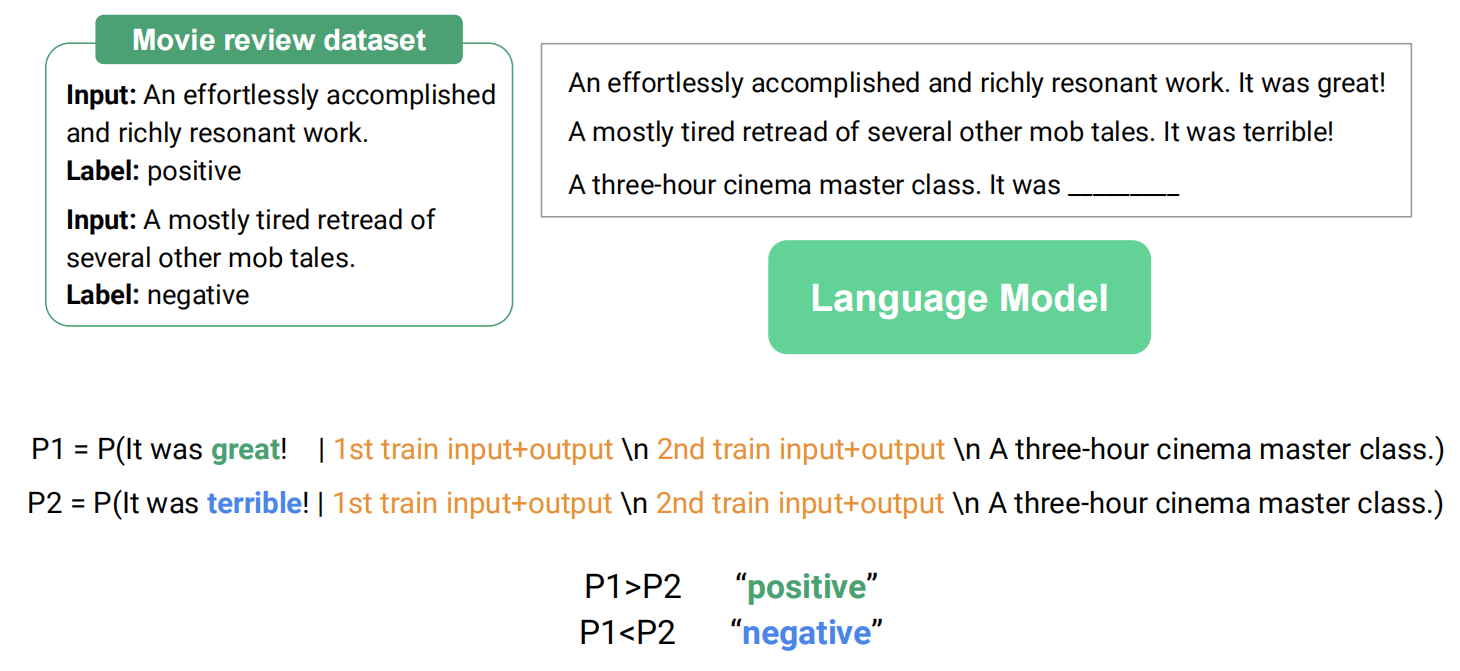 Movie review dataset
Input: An effortlessly accomplished
and richly resonant work.
Label: positive
Input: A mostly tired retread of
several other mob tales.
Label: negative
An effortlessly accomplished and richly resonant work. It was great!
A mostly tired retread of several other mob tales. It was terrible!
A three-hour cinema master class. It was _________
Language Model
P1 = P(It was great! | 1st train input+output \n 2nd train input+output \n A three-hour cinema master class.)
P2 = P(It was terrible! | 1st train input+output \n 2nd train input+output \n A three-hour cinema master class.)
P1>P2 “positive”
P1<P2 “negative”